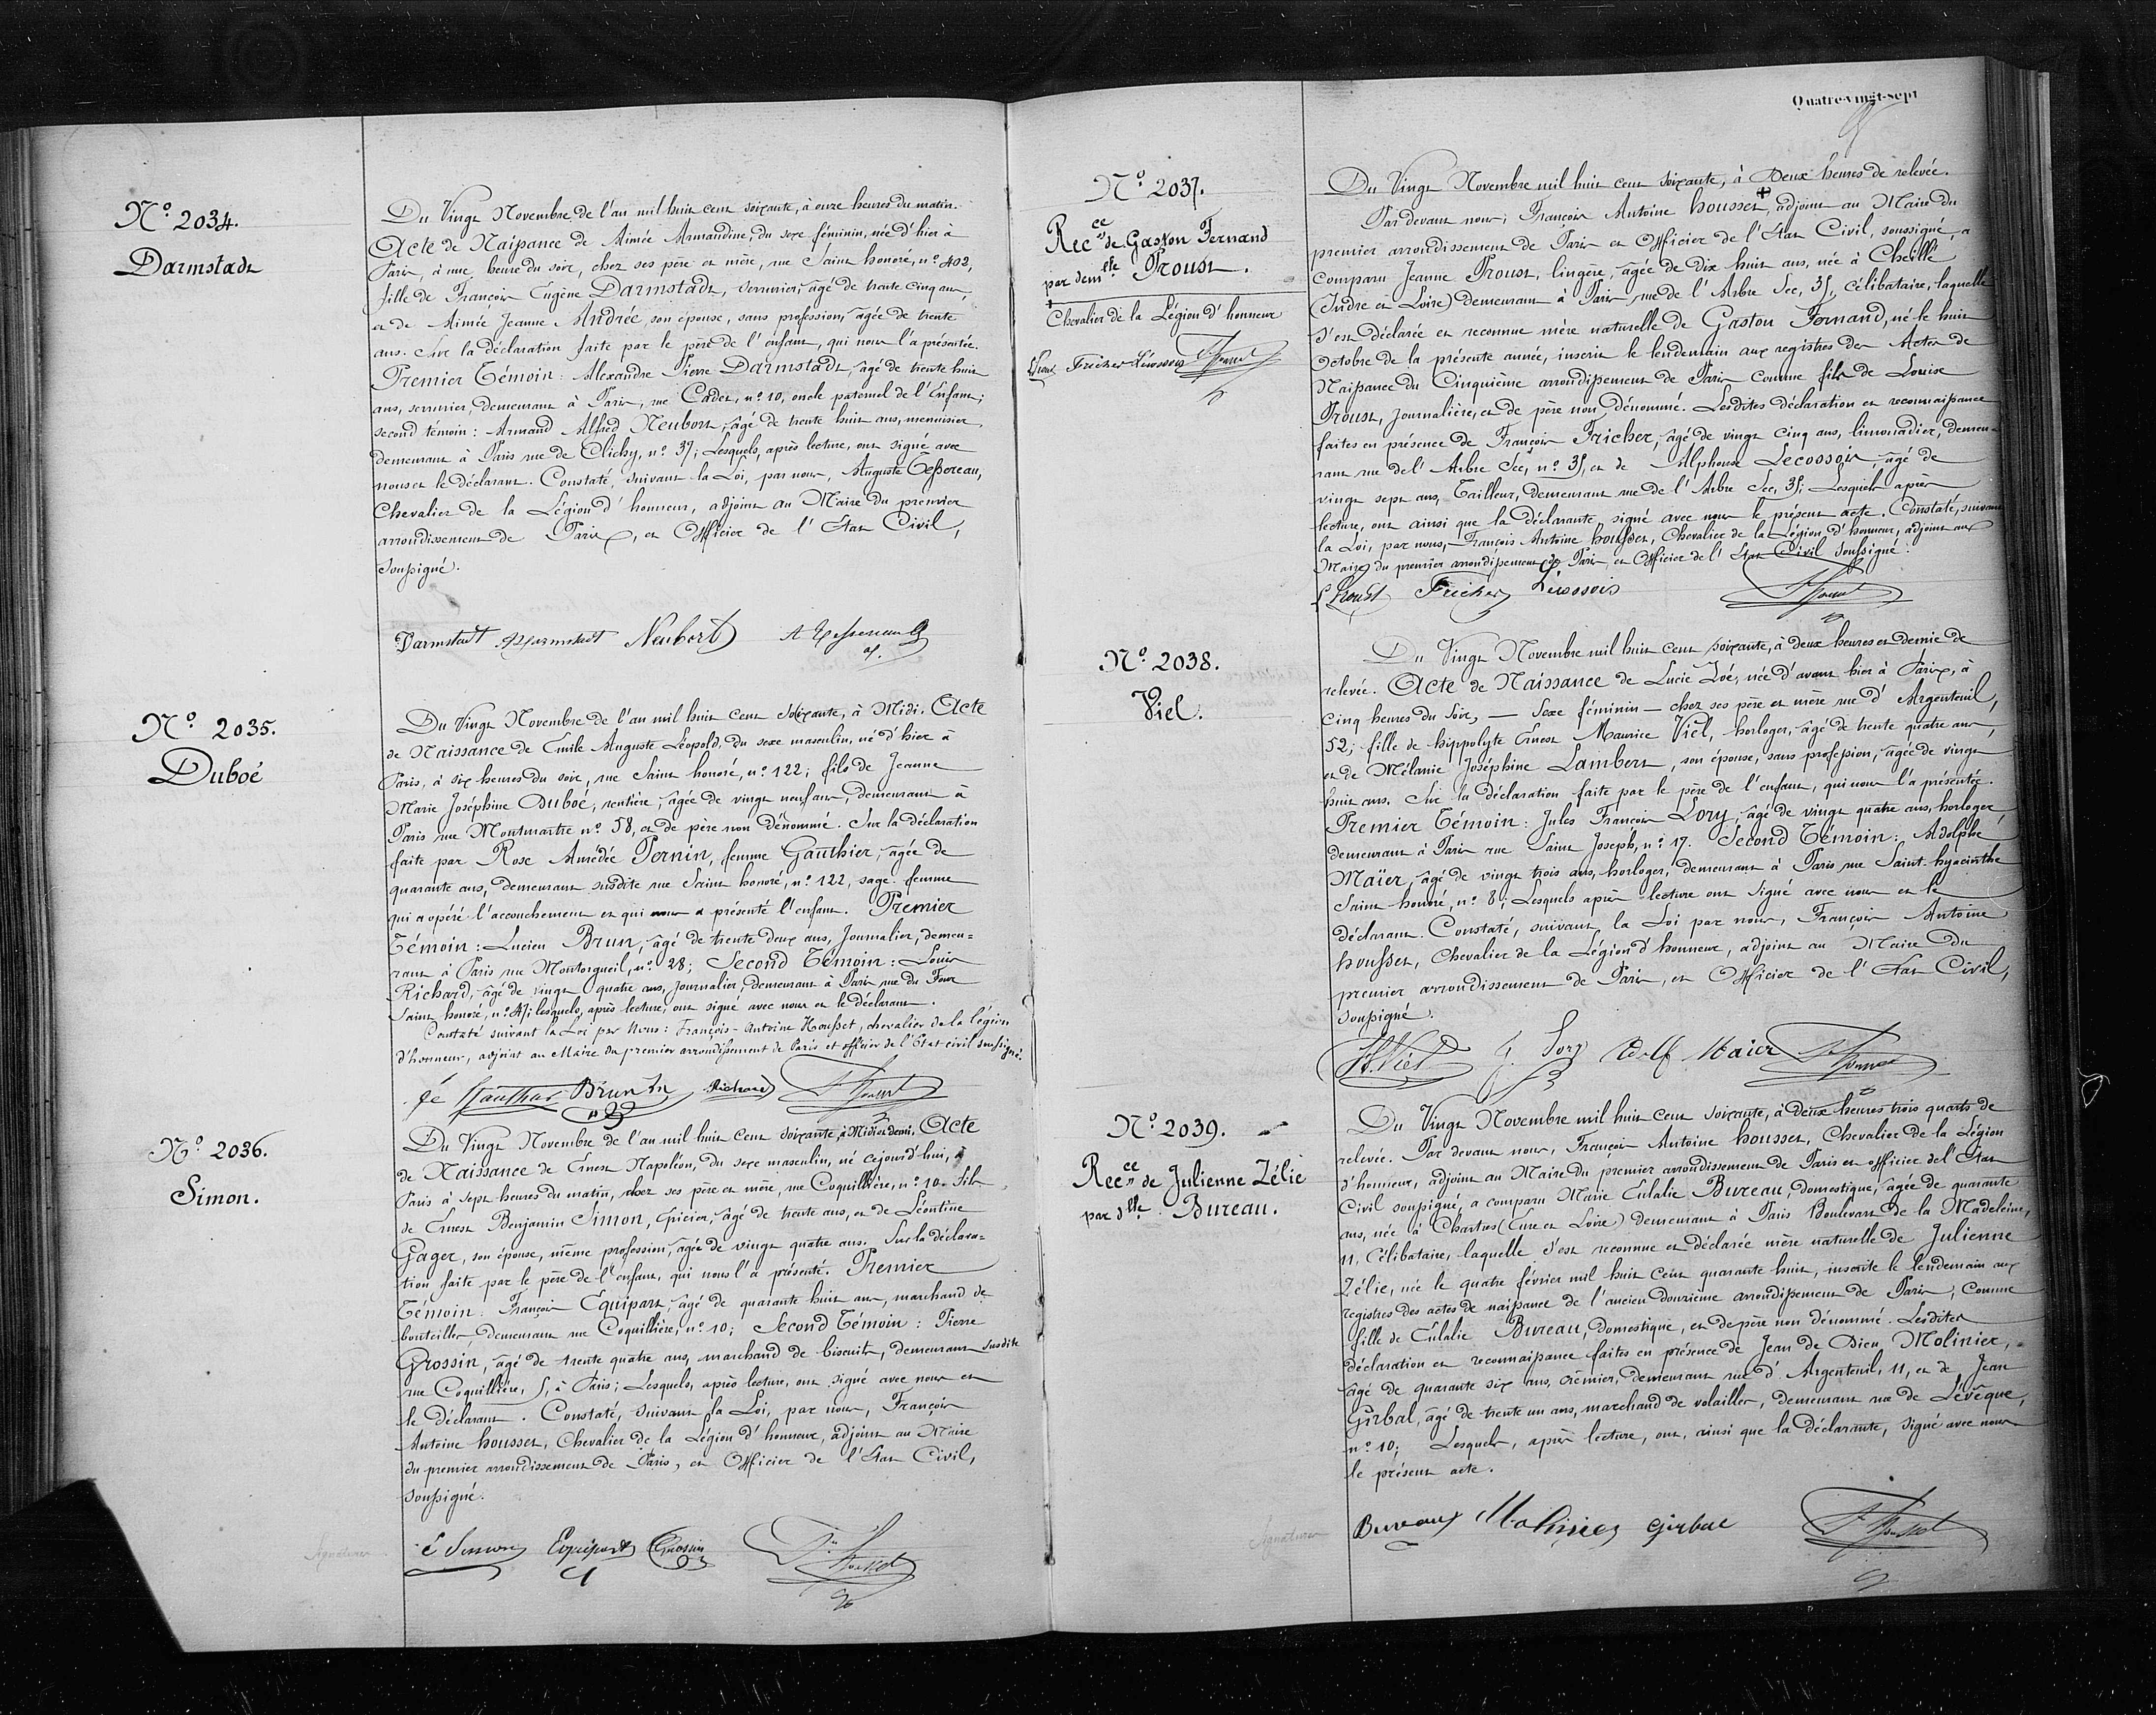 N.o 2034.
Darmstadt
Du Vingt Novembre de l'an mil huit cent soixante, à onze heures du matin.
Acte de Naissance de Aimée Armandine, du sexe féminin, née d'hier à
Paris, à une heure du soir, chez ses père et mère, rue Saint honoré, n.o 402,
fille de François Eugène Darmstadt, serrurier, âgé de trente cinq ans,
et de Aimée Jeanne Andrée, son épouse, sans profession, âgée de trente
ans. Sur la déclaration faite par le père de l'enfant, qui nous l'a présentée.
Premier Témoin : Alexandre Pierre Darmstadt, âgé de trente huit
ans, serrurier, demeurant à Paris, rue Cadet, n.o 10, oncle paternel de l'Enfant;
second témoin : Armand Alfred Neubort, âgé de trente huit ans, menuisier,
demeurant à Paris rue de Clichy, n.o 37; Lesquels, après lecture, ont signé avec
nous et le déclarant. Constaté, suivant la Loi, par nous, Auguste Tessereau,
Chevalier de la Légion d'honneur, adjoint au Maire du premier
arrondissement de Paris, et Officier de l'Etat Civil,
soussigné.
Darmstadt Darmstadt Neubort A Tessereau
N.o 2035.
Duboé
Du Vingt Novembre de l'an mil huit cent soixante, à Midi. Acte
de Naissance de Emile Auguste Léopold, du sexe masculin, né d'hier à
Paris, à six heures du soir, rue Saint honoré, n.o 122; fils de Jeanne
Marie Joséphine Duboé, rentière, âgée de vingt neuf ans, demeurant à
Paris rue Montmartre n.o 58, et de père non dénommé. Sur la déclaration
faite par Rose Amédée Pernin, femme Gauthier, âgée de
quarante ans, demeurant susdite rue Saint honoré, n.o 122, sage femme
qui a opéré l'accouchement et qui nous a présenté l'enfant. Premier
Témoin : Lucien Brun, âgé de trente deux ans, Journalier, demeu=
rant à Paris rue Montorgueil, n.o 28; Second Témoin : Louis
Richard, âgé de vingt quatre ans, journalier, demeurant à Paris rue du Four
Saint honoré, n.o 47; lesquels, après lecture, ont signé avec nous et le déclarant.
Constaté suivant la Loi par Nous : François-Antoine Housset, chevalier de la légion
d'honneur, adjoint au Maire du premier arrondissement de Paris et officier de l'Etat civil soussigné.
fe Gauthier Brun Richard Housset
N.o 2036.
Simon.
Du Vingt Novembre de l'an mil huit cent soixante, à Midi et demi. Acte
de Naissance de Ernest Napoléon, du sexe masculin, né cejourd'hui, à
Paris à sept heures du matin, chez ses père et mère, rue Coquillière, n.o 10. fils
de Ernest Benjamin Simon, épicier, âgé de trente ans, et de Léontine
Gager, son épouse, même profession, âgée de vingt quatre ans. Sur la déclara=
tion faite par le père de l'enfant, qui nous l'a présenté. Premier
Témoin : François Equipart, âgé de quarante huit ans, marchand de
bouteilles demeurant rue Coquillière, n.o 10; Second Témoin : Pierre
Grossin, âgé de trente quatre ans, marchand de biscuits, demeurant susdite
rue Coquillière, 5, à Paris; Lesquels, après lecture, ont signé avec nous et
le déclarant. Constaté, suivant la Loi, par nous, François
Antoine housset, Chevalier de la Légion d'honneur, adjoint au Maire
du premier arrondissement de Paris, et Officier de l'Etat Civil,
soussigné.
Signatures
E Simon Equipart Grossin Housset
Quatre-vingt-sept
N.o 2037.
Rec.ce de Gaston Fernand
par dem.lle Proust.
+
Chevalier de la Légion d'honneur
Proust Fricher Lécossois Housset
Du Vingt Novembre mil huit cent soixante, à Deux heures de relevée.
Par devant nous; François Antoine housset, + adjoint au Maire du
premier arrondissement de Paris et Officier de l'Etat Civil, soussigné, a
comparu Jeanne Proust, lingère, âgée de dix huit ans, née à Cheillé
(Indre et Loire) demeurant à Paris, rue de l'Arbre Sec, 35, célibataire, laquelle
s'est déclarée et reconnue mère naturelle de Gaston Fernand, né le huit
Octobre de la présente année, inscrit le lendemain aux registres des Actes de
Naissance du Cinquième arrondissement de Paris comme fils de Louise
Proust, Journalière, et de père non dénommé. Lesdites déclaration et reconnaissance
faites en présence de François Fricher, âgé de vingt cinq ans, limonadier, demeu=
rant rue de l'Arbre Sec, n.o 35, et de Alphonse Lecossois, âgé de
vingt sept ans, Tailleur, demeurant rue de l'Arbre Sec, 35; Lesquels après
lecture, ont ainsi que la déclarante signé avec nous le présent acte. Constaté, suivant
la Loi, par nous, François Antoine housset, Chevalier de la Légion d'honneur, adjoint au
Maire du premier arrondissement de Paris et Officier de l'Etat Civil soussigné.
Proust Fricher Lécossois Housset
N.o 2038.
Viel.
Du Vingt Novembre mil huit cent soixante, à deux heures et demie de
relevée. Acte de Naissance de Lucie Zoé, née d'avant hier à Paris, à
cinq heures du soir, — Sexe féminin — chez ses père et mère rue d'Argenteuil,
52; fille de hippolyte Ernest Maurice Viel, horloger, âgé de trente quatre ans,
et de Mélanie Joséphine Lambert, son épouse, sans profession, âgée de vingt
huit ans. Sur la déclaration faite par le père de l'enfant, qui nous l'a présentée.
Premier Témoin : Jules François Lory, âgé de vingt quatre ans, horloger
demeurant à Paris rue Saint Joseph, n.o 17. Second Témoin : Adolphe
Maïer, âgé de vingt trois ans, horloger, demeurant à Paris rue Saint-hyacinthe
Saint honoré, n.o 8; Lesquels après lecture ont signé avec nous et le
déclarant. Constaté, suivant la Loi par nous, François Antoine
housset, Chevalier de la Légion d'honneur, adjoint au Maire du
premier arrondissement de Paris, et Officier de l'Etat Civil,
soussigné.
H. Viel J. Lory Adolf Maier Housset
N.o 2039.
Rec.ce de Julienne Zélie
par d.lle Bureau.
Du Vingt Novembre mil huit cent soixante, à deux heures trois quarts de
relevée. Par devant nous, François Antoine housset, Chevalier de la Légion
d'honneur, adjoint au Maire du premier arrondissement de Paris et officier de l'Etat
Civil soussigné, a comparu Marie Eulalie Bureau, domestique, âgée de quarante
ans, née à Chartres (Eure et Loire) demeurant à Paris Boulevart de la Madeleine,
11, Célibataire, laquelle s'est reconnue et déclarée mère naturelle de Julienne
Zélie, née le quatre février mil huit cent quarante huit, inscrite le lendemain aux
registres des actes de naissance de l'ancien douzième arrondissement de Paris, comme
fille de Eulalie Bureau, domestique, et de père non dénommé. Lesdites
déclaration et reconnaissance faites en présence de Jean de Dieu Molinier,
âgé de quarante six ans, crémier, demeurant rue d'Argenteuil, 11, et de Jean
Girbal, âgé de trente un ans, marchand de volailles, demeurant rue de Lévêque,
n.o 10; Lesquels, après lecture, ont, ainsi que la déclarante, signé avec nous
le présent acte.
Signatures
Bureau Molinier Girbal Housset